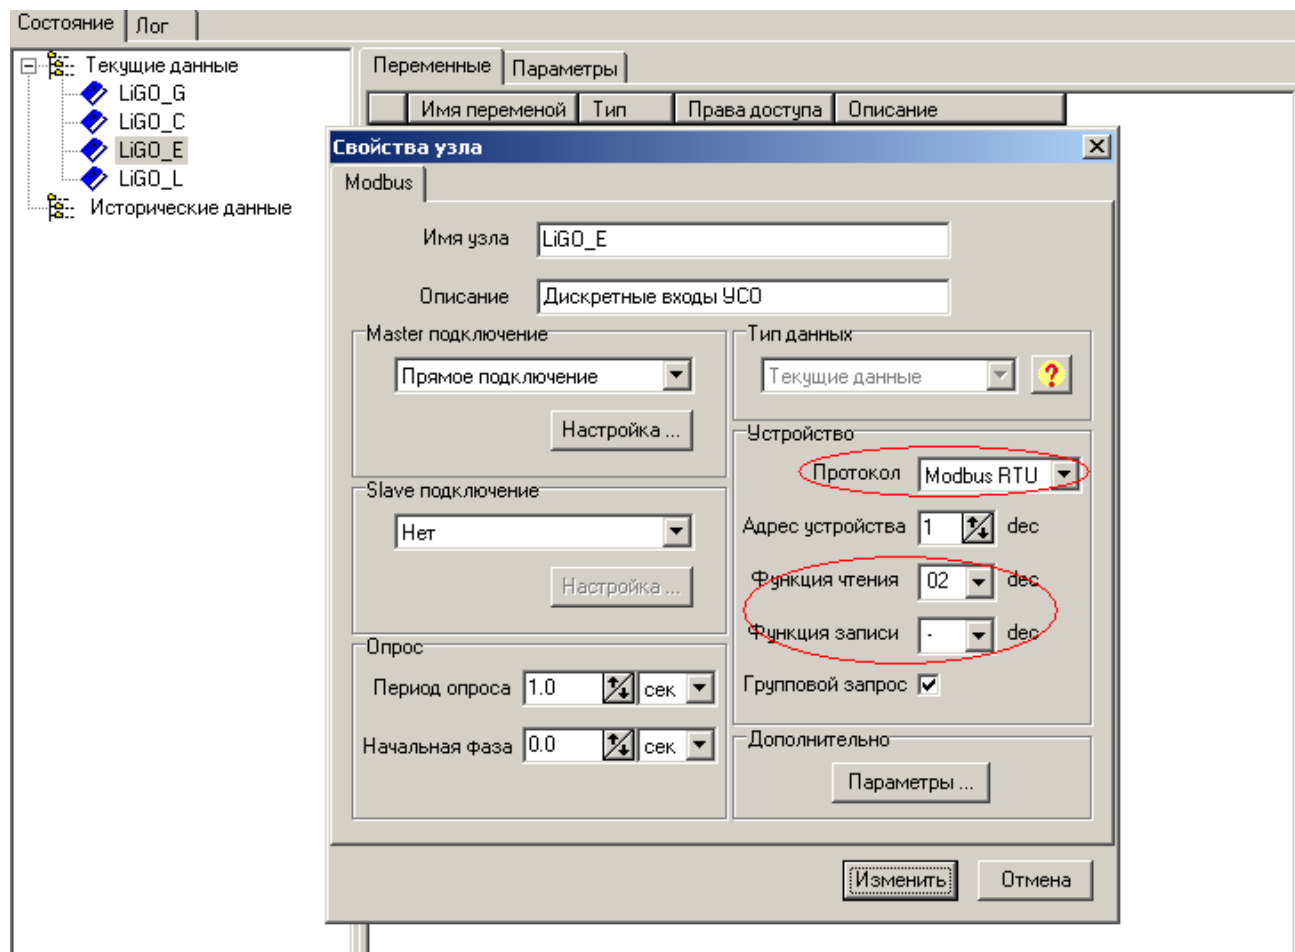 Состояние Лог
Текущие данные
LiGO_G
LiGO_C
LiGO_E
LiGO_L
Исторические данные
Переменные Параметры
Имя переменой Тип Права доступа Описание
Свойства узла
Modbus
Имя узла LiGO_E
Описание Дискретные входы УСО
Master подключение
Прямое подключение
Настройка ...
Slave подключение
Нет
Настройка ...
Опрос
Период опроса 1.0 сек
Начальная фаза 0.0 сек
Тип данных
Текущие данные ?
Устройство
Протокол Modbus RTU
Адрес устройства 1 dec
Функция чтения 02 dec
Функция записи - dec
Групповой запрос
Дополнительно
Параметры ...
Изменить Отмена